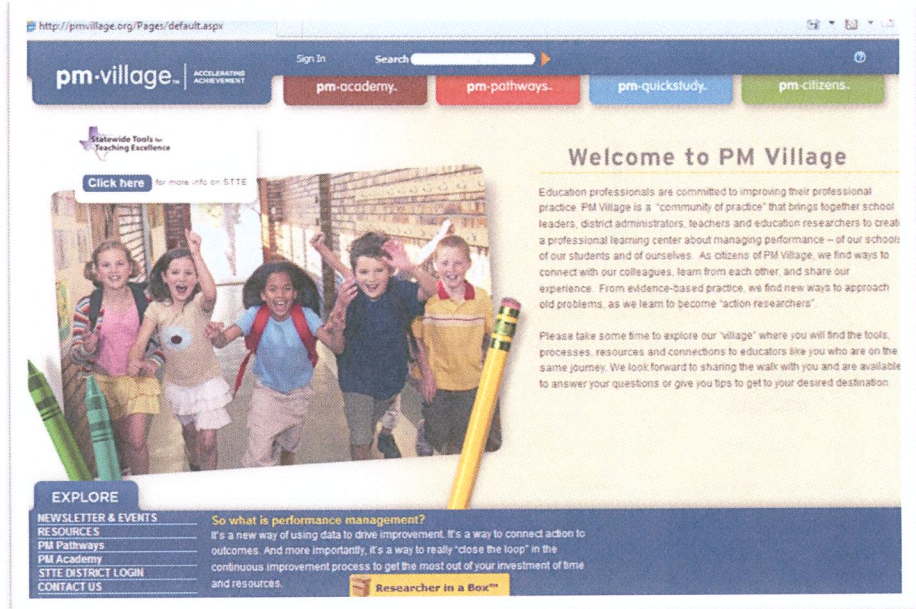 http://pmvillage.org/Pages/default.aspx
Sign In
Search
pm-village™
ACCELERATING
ACHIEVEMENT
pm-academy™
pm-pathways™
pm-quickstudy™
pm-citizens™
Statewide Tools for
Teaching Excellence
Click here for more info on STTE
Welcome to PM Village
Education professionals are committed to improving their professional
practice. PM Village is a "community of practice" that brings together school
leaders, district administrators, teachers and education researchers to create
a professional learning center about managing performance – of our schools
of our students and of ourselves. As citizens of PM Village, we find ways to
connect with our colleagues, learn from each other, and share our
experience. From evidence-based practice, we find new ways to approach
old problems, as we learn to become "action researchers".
Please take some time to explore our "village" where you will find the tools,
processes, resources and connections to educators like you who are on the
same journey. We look forward to sharing the walk with you and are available
to answer your questions or give you tips to get to your desired destination.
EXPLORE
NEWSLETTER & EVENTS
RESOURCES
PM Pathways
PM Academy
STTE DISTRICT LOGIN
CONTACT US
So what is performance management?
It's a new way of using data to drive improvement. It's a way to connect action to
outcomes. And more importantly, it's a way to really "close the loop" in the
continuous improvement process to get the most out of your investment of time
and resources.
Researcher in a Box™